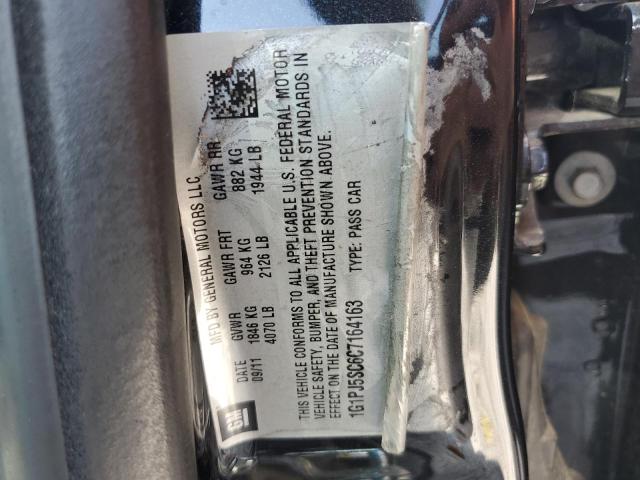 MFD BY GENERAL MOTORS LLC
DATE GVWR GAWR FRT GAWR RR
09/11 1846 KG 964 KG 882 KG
4070 LB 2126 LB 1944 LB
THIS VEHICLE CONFORMS TO ALL APPLICABLE U.S. FEDERAL MOTOR
VEHICLE SAFETY, BUMPER, AND THEFT PREVENTION STANDARDS IN
EFFECT ON THE DATE OF MANUFACTURE SHOWN ABOVE.
1G1PJ5SC6C7164163 TYPE: PASS CAR
GM